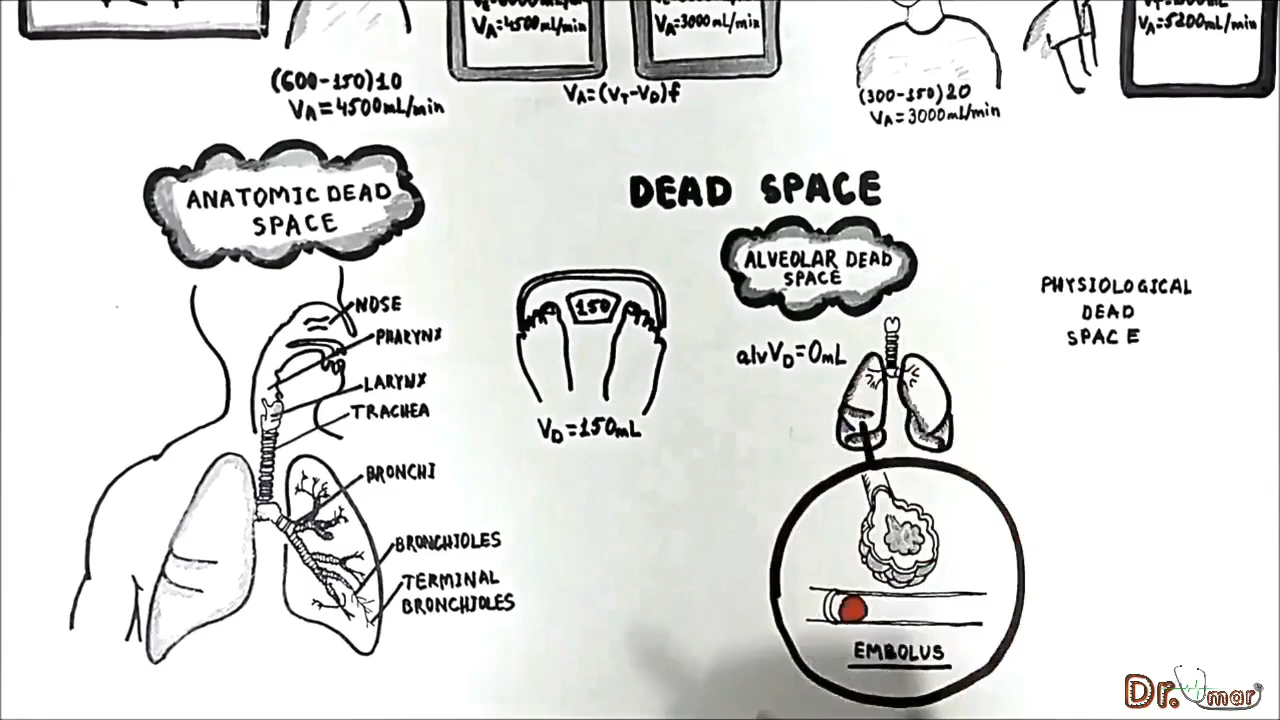 VA=4500mL/min
VA=3000mL/min
VA=5200mL/min
(600-150)10
VA=4500mL/min
VA=(VT-VD)f
(300-150)20
VA=3000mL/min
ANATOMIC DEAD
SPACE
DEAD SPACE
ALVEOLAR DEAD
SPACE
PHYSIOLOGICAL
DEAD
SPACE
NOSE
PHARYNX
LARYNX
TRACHEA
BRONCHI
BRONCHIOLES
TERMINAL
BRONCHIOLES
150
VD=150mL
alvVD=0mL
EMBOLUS
Dr. Umar